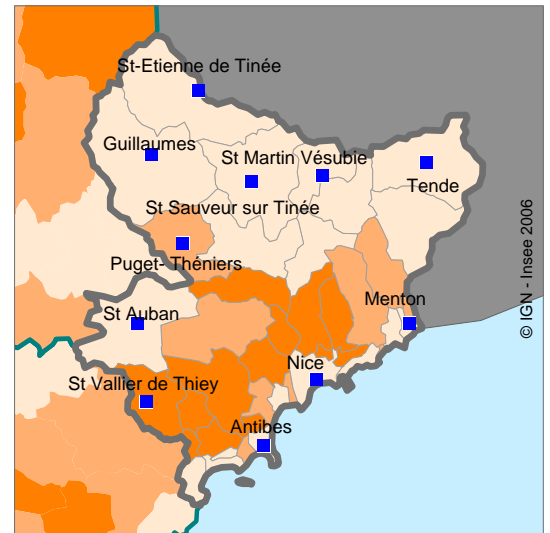 St-Etienne de Tinée
Guillaumes
St Martin Vésubie
Tende
St Sauveur sur Tinée
Puget- Théniers
Menton
St Auban
Nice
St Vallier de Thiey
Antibes
© IGN - Insee 2006